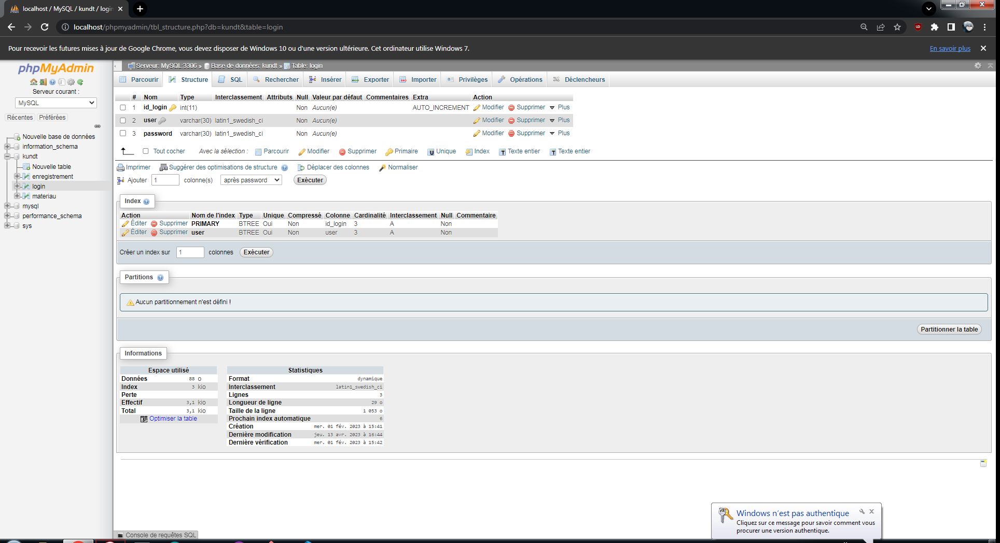 localhost / MySQL / kundt / login
localhost/phpmyadmin/tbl_structure.php?db=kundt&table=login
Pour recevoir les futures mises à jour de Google Chrome, vous devez disposer de Windows 10 ou d'une version ultérieure. Cet ordinateur utilise Windows 7.
En savoir plus
phpMyAdmin
Serveur courant :
MySQL
Récentes Préférées
Nouvelle base de données
information_schema
kundt
Nouvelle table
enregistrement
login
materiau
mysql
performance_schema
sys
Serveur: MySQL:3306 » Base de données: kundt » Table: login
Parcourir Structure SQL Rechercher Insérer Exporter Importer Privilèges Opérations Déclencheurs
# Nom Type Interclassement Attributs Null Valeur par défaut Commentaires Extra Action
1 id_login int(11) Non Aucun(e) AUTO_INCREMENT Modifier Supprimer Plus
2 user varchar(30) latin1_swedish_ci Non Aucun(e) Modifier Supprimer Plus
3 password varchar(30) latin1_swedish_ci Non Aucun(e) Modifier Supprimer Plus
Tout cocher Avec la sélection : Parcourir Modifier Supprimer Primaire Unique Index Texte entier Texte entier
Imprimer Suggérer des optimisations de structure Déplacer des colonnes Normaliser
Ajouter 1 colonne(s) après password Exécuter
Index
Action Nom de l'index Type Unique Compressé Colonne Cardinalité Interclassement Null Commentaire
Éditer Supprimer PRIMARY BTREE Oui Non id_login 3 A Non
Éditer Supprimer user BTREE Oui Non user 3 A Non
Créer un index sur 1 colonnes Exécuter
Partitions
Aucun partitionnement n'est défini !
Partitionner la table
Informations
Espace utilisé
Données 88 o
Index 3 kio
Perte
Effectif 3,1 kio
Total 3,1 kio
Optimiser la table
Statistiques
Format dynamique
Interclassement latin1_swedish_ci
Lignes 3
Longueur de ligne 29 o
Taille de la ligne 1 053 o
Prochain index automatique 6
Création mer. 01 fév. 2023 à 15:41
Dernière modification jeu. 13 avr. 2023 à 16:44
Dernière vérification mer. 01 fév. 2023 à 15:42
Console de requêtes SQL
Windows n'est pas authentique
Cliquez sur ce message pour savoir comment vous
procurer une version authentique.